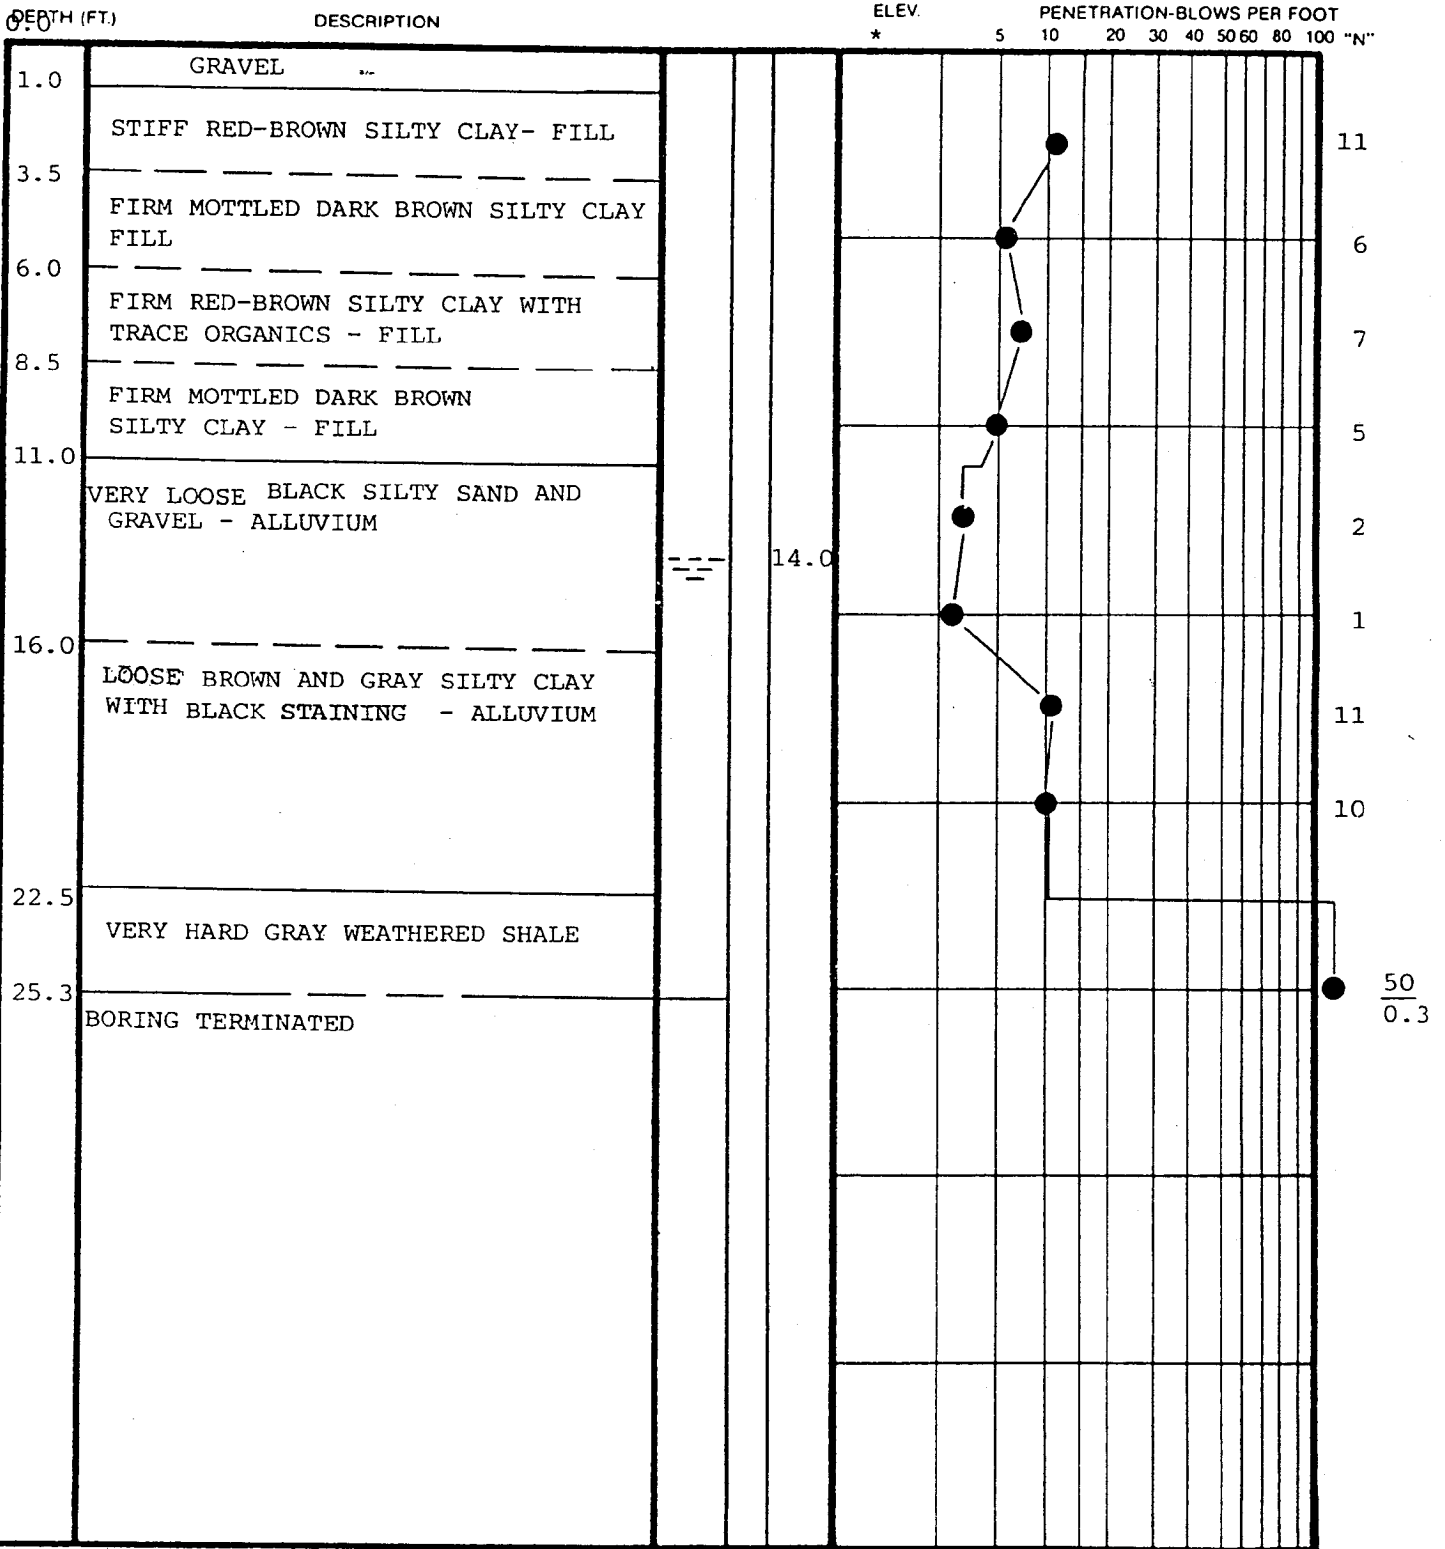 DEPTH (FT.) DESCRIPTION ELEV. PENETRATION-BLOWS PER FOOT
0.0 * 5 10 20 30 40 50 60 80 100 "N"
GRAVEL
1.0
STIFF RED-BROWN SILTY CLAY- FILL 11
3.5
FIRM MOTTLED DARK BROWN SILTY CLAY
FILL 6
6.0
FIRM RED-BROWN SILTY CLAY WITH
TRACE ORGANICS - FILL 7
8.5
FIRM MOTTLED DARK BROWN
SILTY CLAY - FILL 5
11.0
VERY LOOSE BLACK SILTY SAND AND
GRAVEL - ALLUVIUM 2
14.0
1
16.0
LOOSE BROWN AND GRAY SILTY CLAY
WITH BLACK STAINING - ALLUVIUM 11
10
22.5
VERY HARD GRAY WEATHERED SHALE
25.3 50
0.3
BORING TERMINATED